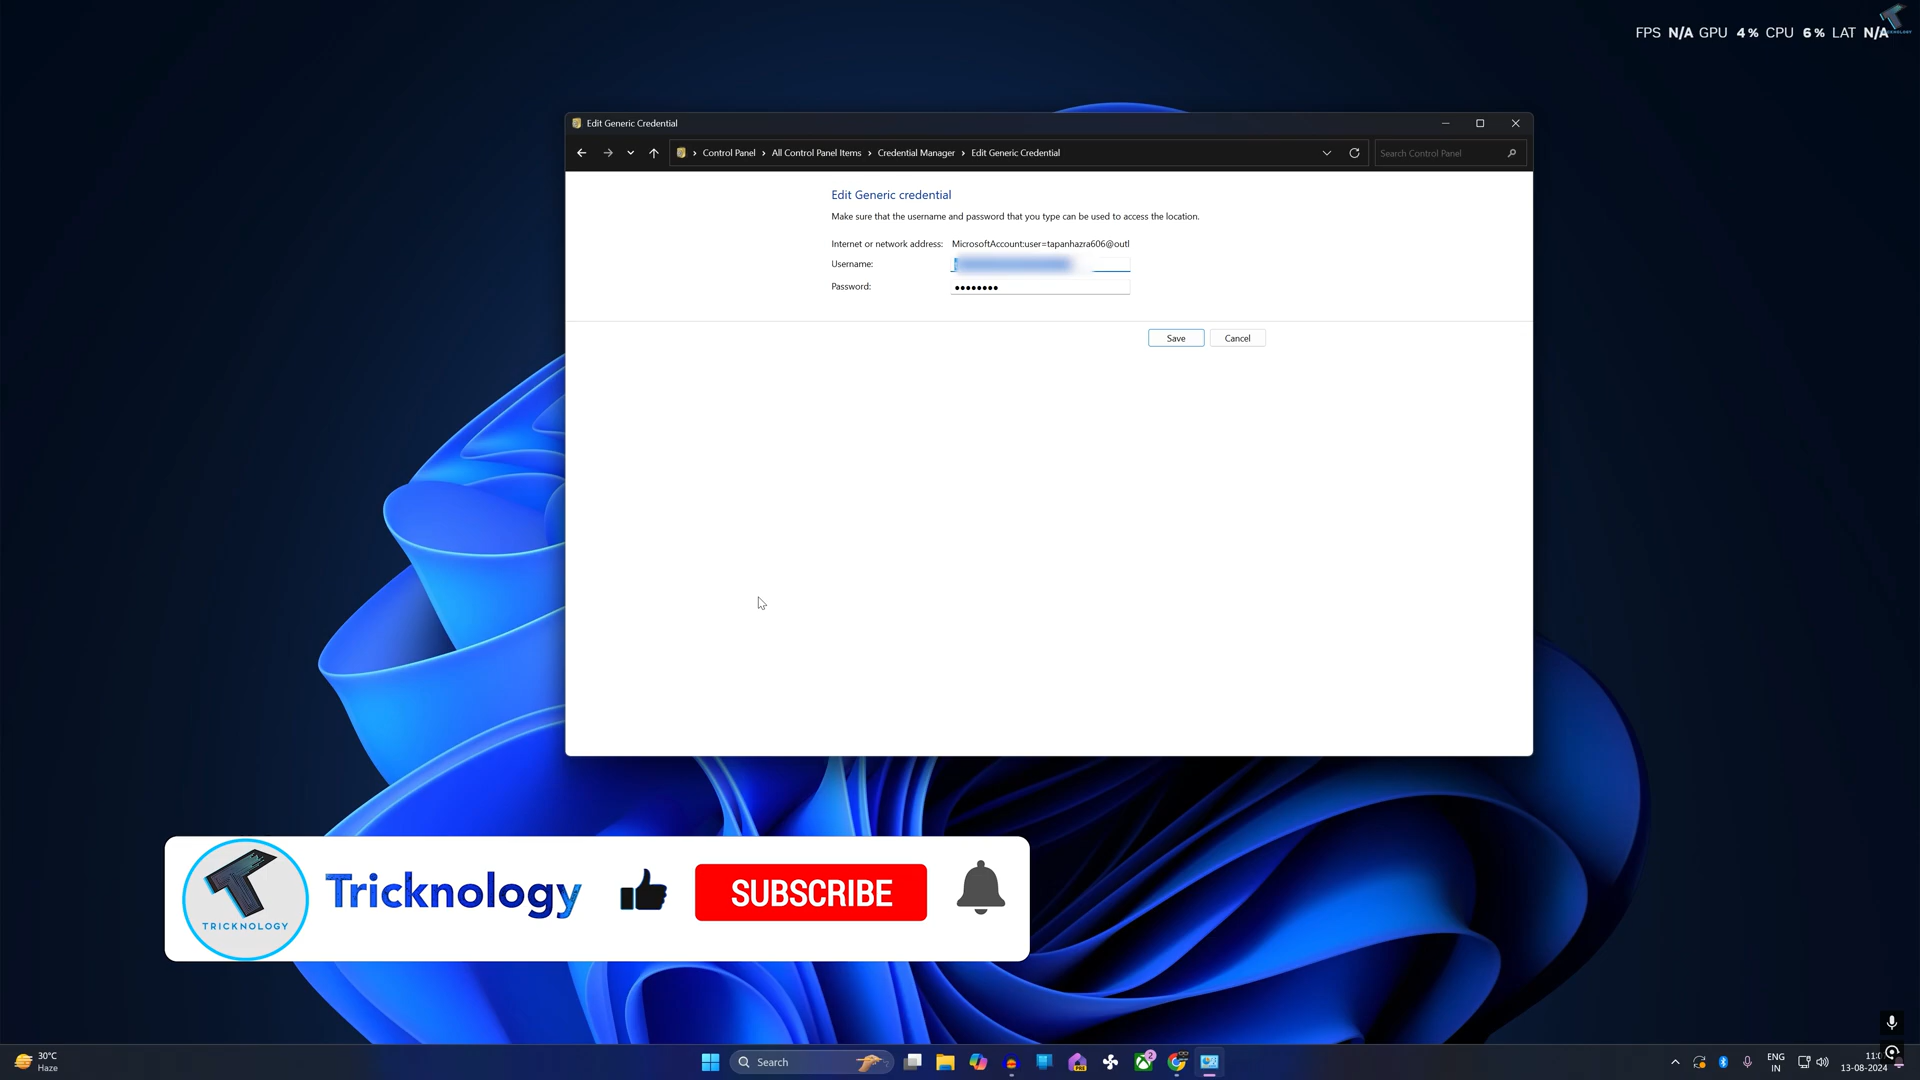 FPS N/A GPU 4% CPU 6% LAT N/A
Edit Generic Credential
Control Panel > All Control Panel Items > Credential Manager > Edit Generic Credential
Search Control Panel
Edit Generic credential
Make sure that the username and password that you type can be used to access the location.
Internet or network address: MicrosoftAccount:user=tapanhazra606@outl
Username:
Password: ••••••••
Save Cancel
TRICKNOLOGY
Tricknology
SUBSCRIBE
30°C
Haze
Search
PRE
2
ENG
IN
13-08-2024